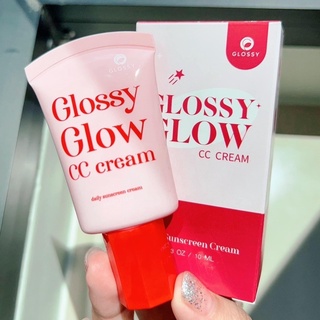 Glossy
Glow
CC cream
daily sunscreen cream
GLOSSY
GLOSSY
GLOW
CC CREAM
Sunscreen Cream
OZ / 10 ML